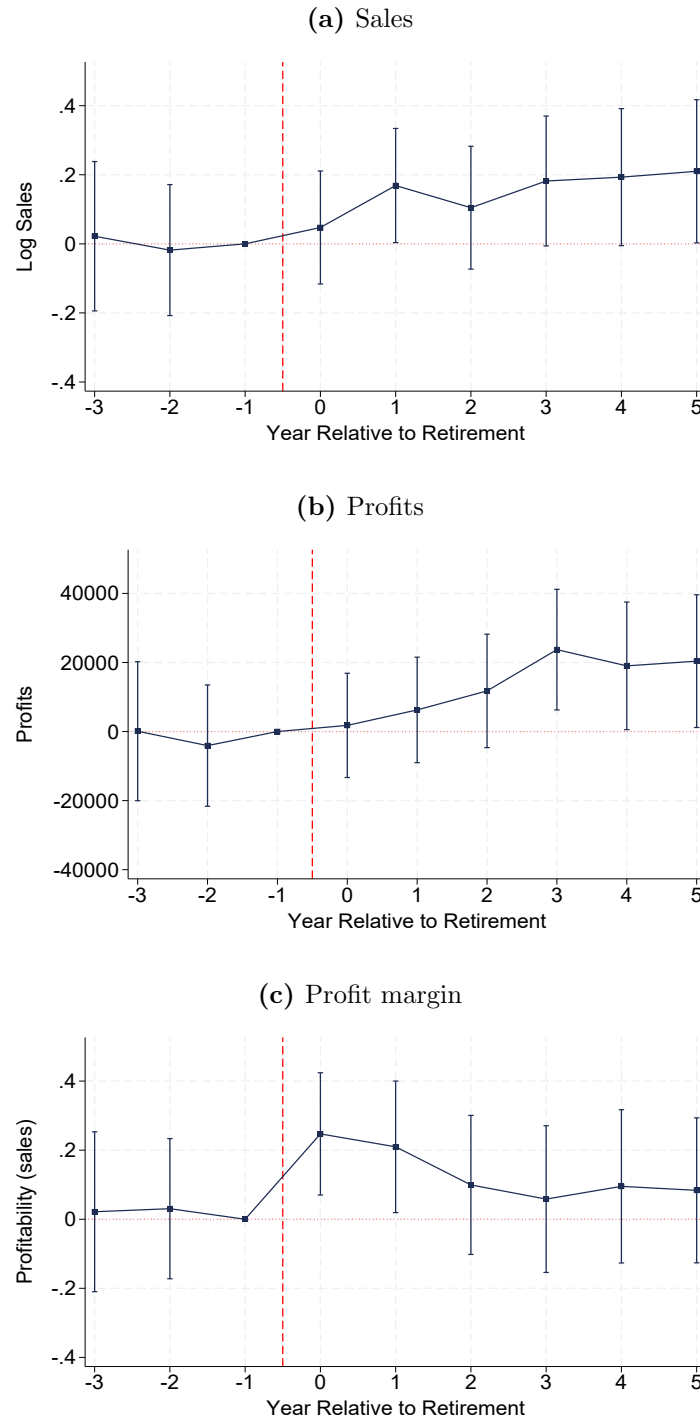 (a) Sales
.4
.2
0
-.2
-.4
Log Sales
-3 -2 -1 0 1 2 3 4 5
Year Relative to Retirement
(b) Profits
40000
20000
0
-20000
-40000
Profits
-3 -2 -1 0 1 2 3 4 5
Year Relative to Retirement
(c) Profit margin
.4
.2
0
-.2
-.4
Profitability (sales)
-3 -2 -1 0 1 2 3 4 5
Year Relative to Retirement